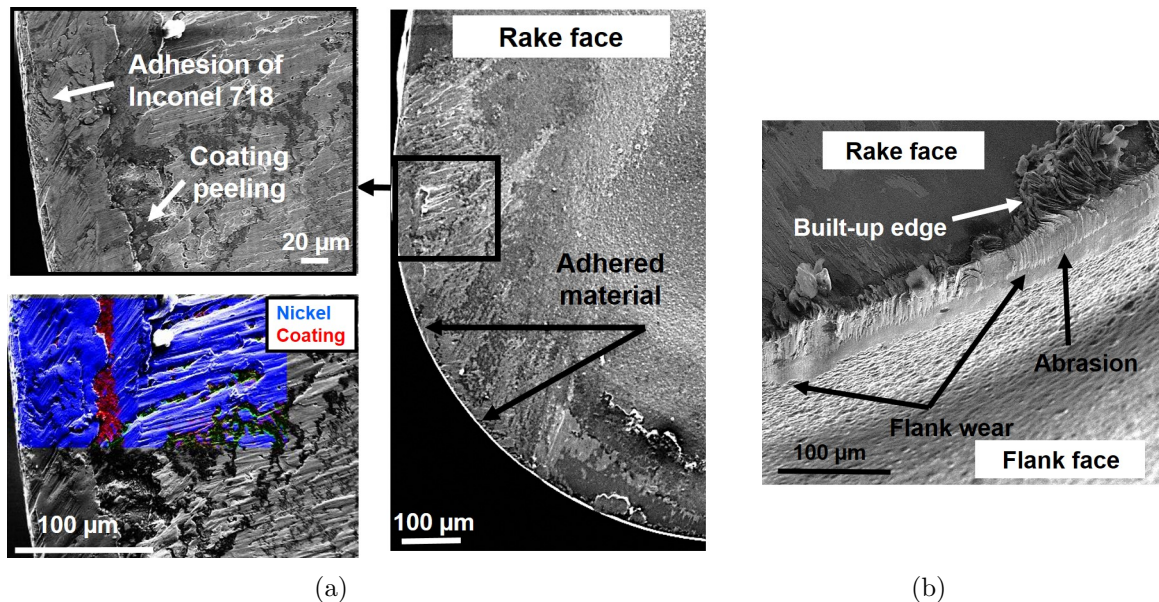 Adhesion of
Inconel 718
Coating
peeling
20 µm
Nickel
Coating
100 µm
Rake face
Adhered
material
100 µm
(a)
Rake face
Built-up edge
Abrasion
Flank wear
100 µm
Flank face
(b)